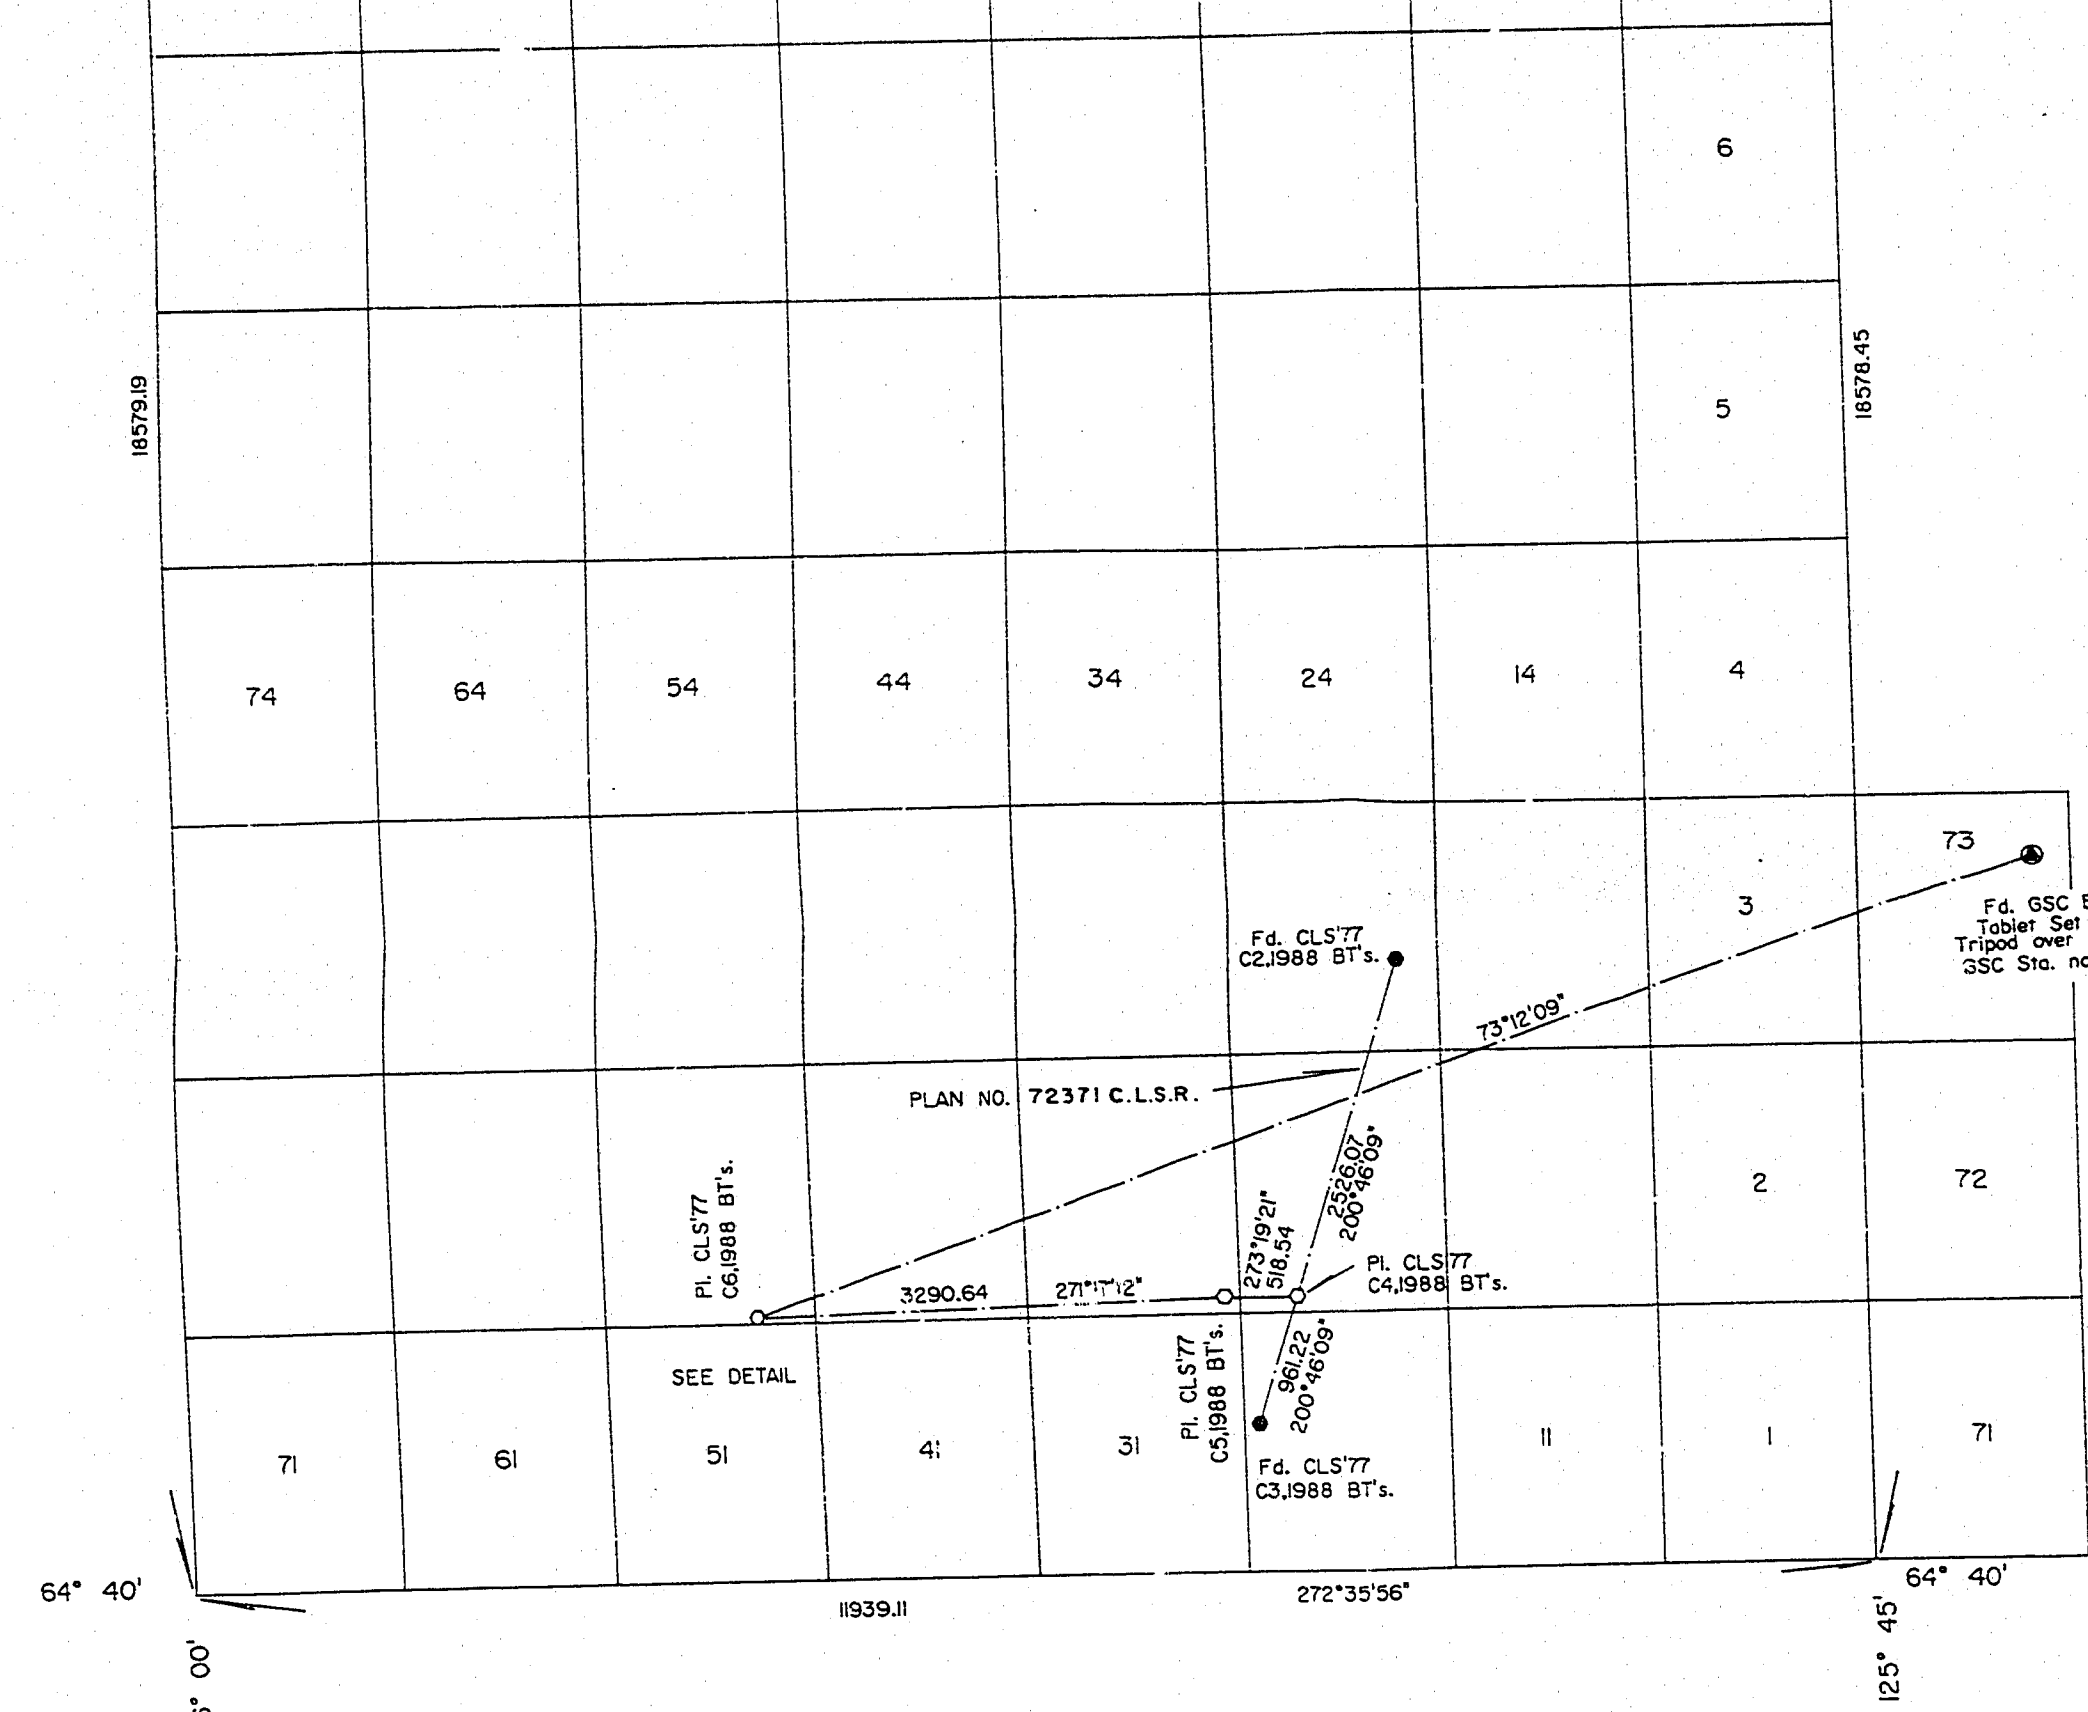 6
18579.19
18578.45
5
74
64
54
44
34
24
14
4
73
3
Fd. GSC
Tablet Set
Tripod over
GSC Sta.
Fd. CLS'77
C2,1988 BT's.
73°12'09"
PLAN NO. 72371 C.L.S.R.
2526.07
200°46'09"
2
72
Pl. CLS'77
C6,1988 BT's.
273°19'21"
518.54
Pl. CLS'77
C4,1988 BT's.
3290.64
271°17'12"
Pl. CLS'77
C5,1988 BT's.
961.22
200°46'09"
SEE DETAIL
71
61
51
41
31
11
1
71
Fd. CLS'77
C3,1988 BT's.
64° 40'
11939.11
272°35'56"
64° 40'
00'
125° 45'